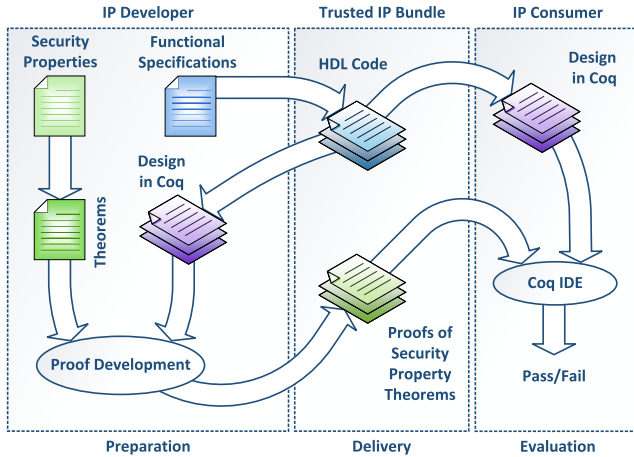 IP Developer
Trusted IP Bundle
IP Consumer
Security
Properties
Functional
Specifications
HDL Code
Design
in Coq
Design
in Coq
Theorems
Coq IDE
Proof Development
Proofs of
Security
Property
Theorems
Pass/Fail
Preparation
Delivery
Evaluation